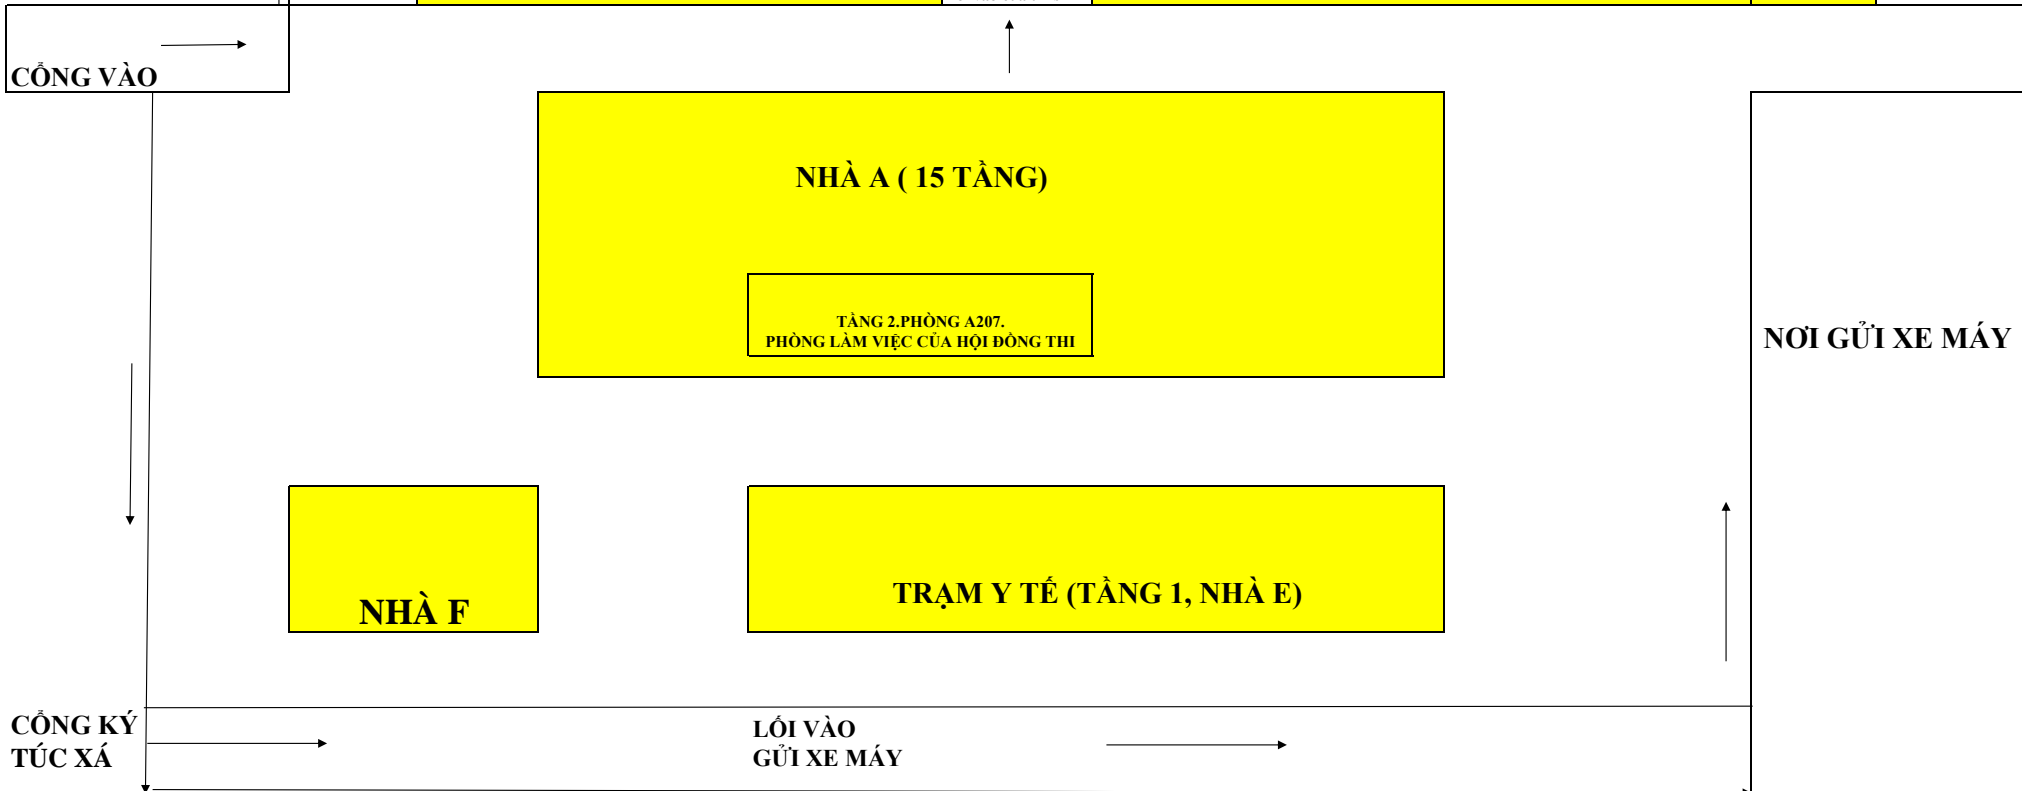 CỔNG VÀO
NHÀ A ( 15 TẦNG)
TẦNG 2.PHÒNG A207.
PHÒNG LÀM VIỆC CỦA HỘI ĐỒNG THI
NƠI GỬI XE MÁY
NHÀ F
TRẠM Y TẾ (TẦNG 1, NHÀ E)
CỔNG KÝ
TÚC XÁ
LỐI VÀO
GỬI XE MÁY